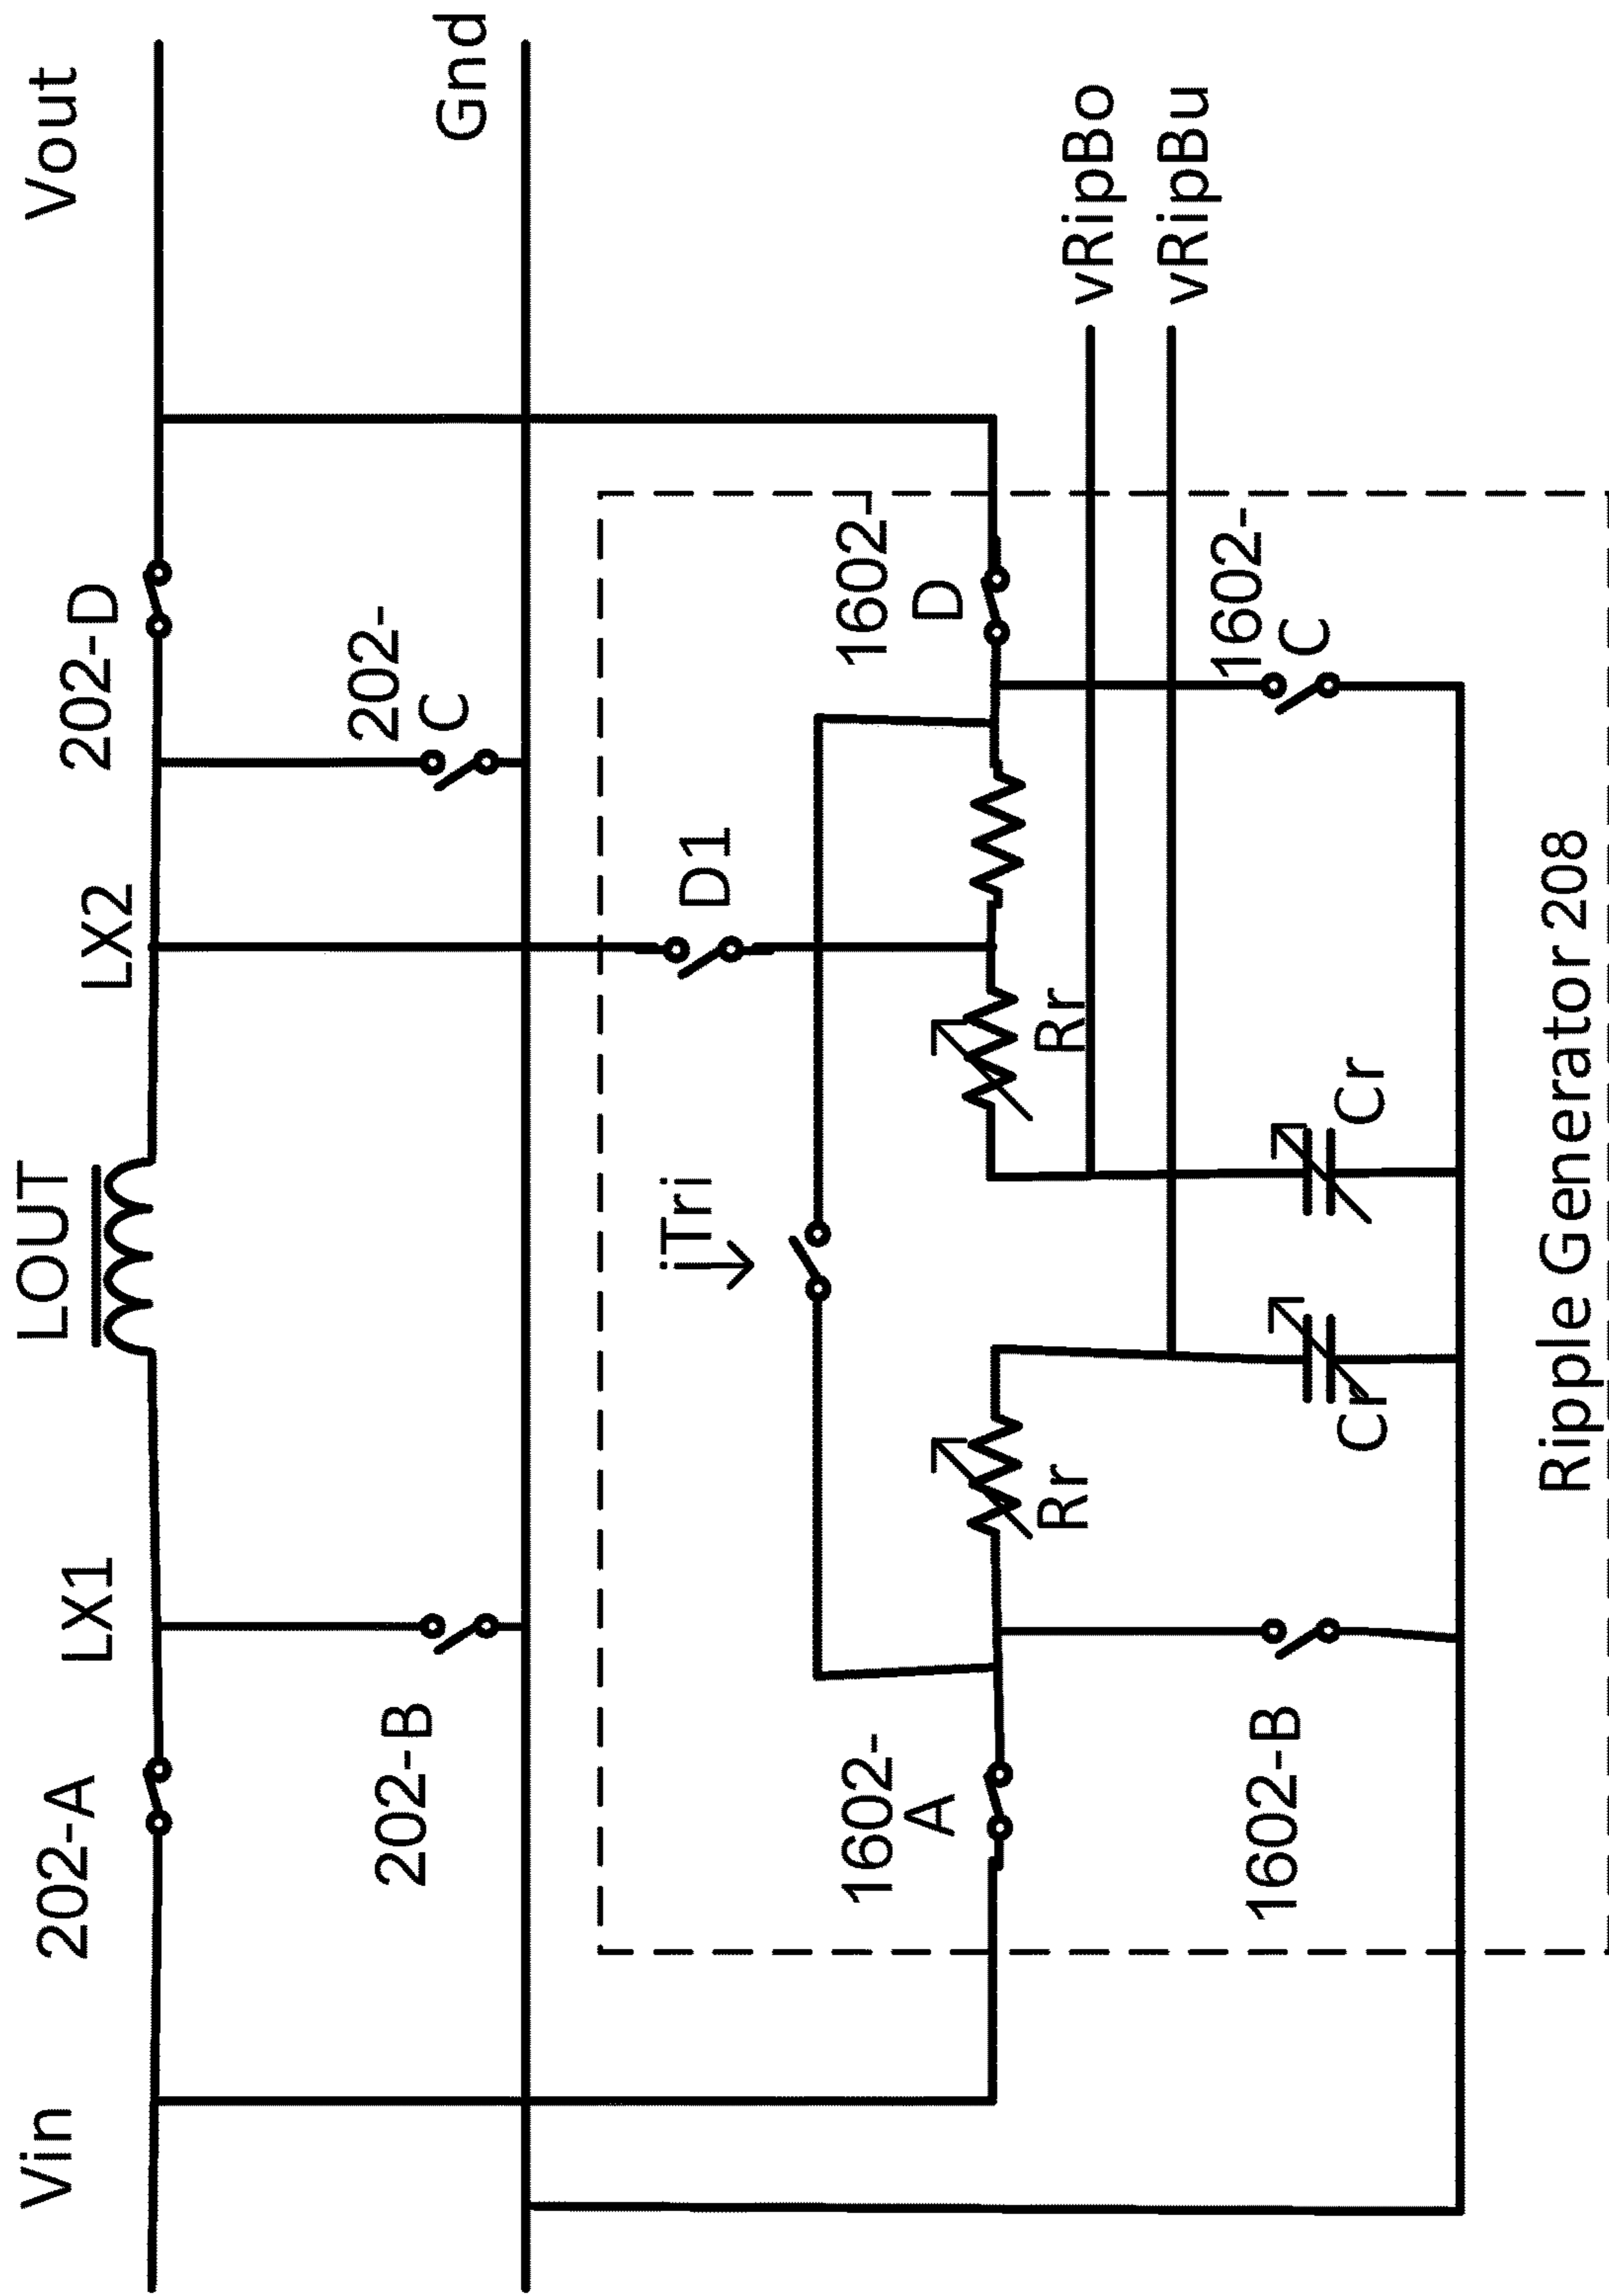 Vin
202-A
LX1
LOUT
LX2
202-D
Vout
202-B
202-
C
Gnd
iTri
D1
1602-
A
Rr
Rr
1602-
D
vRipBo
vRipBu
1602-B
Cr
Cr
1602-
C
Ripple Generator 208